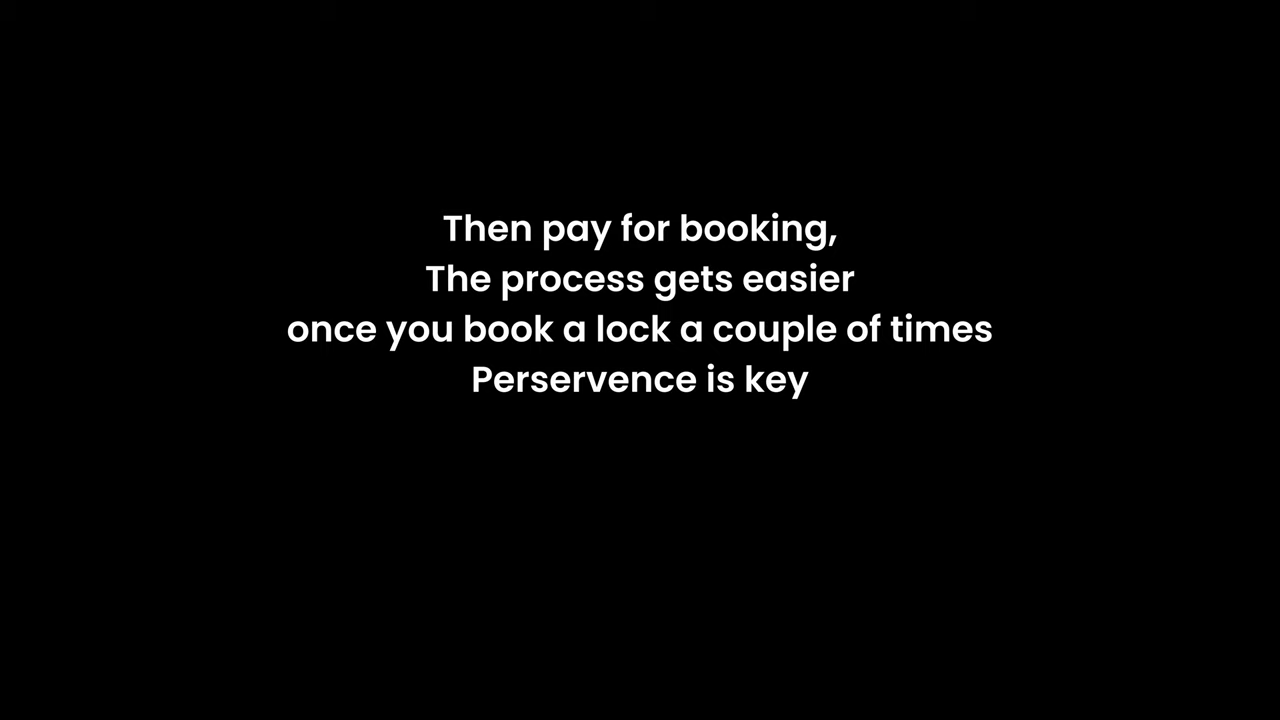 Then pay for booking,
The process gets easier
once you book a lock a couple of times
Perservence is key